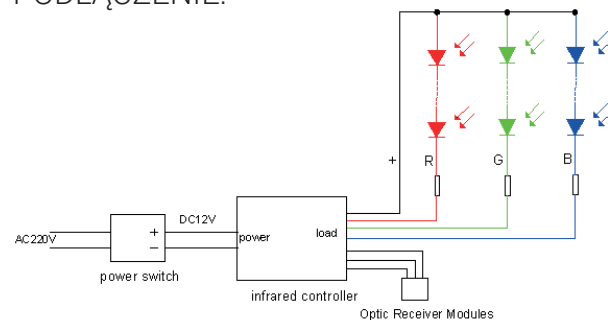 PODŁĄCZENIE:
+
R
G
B
DC12V
AC220V
+
−
power
load
power switch
infrared controller
Optic Receiver Modules